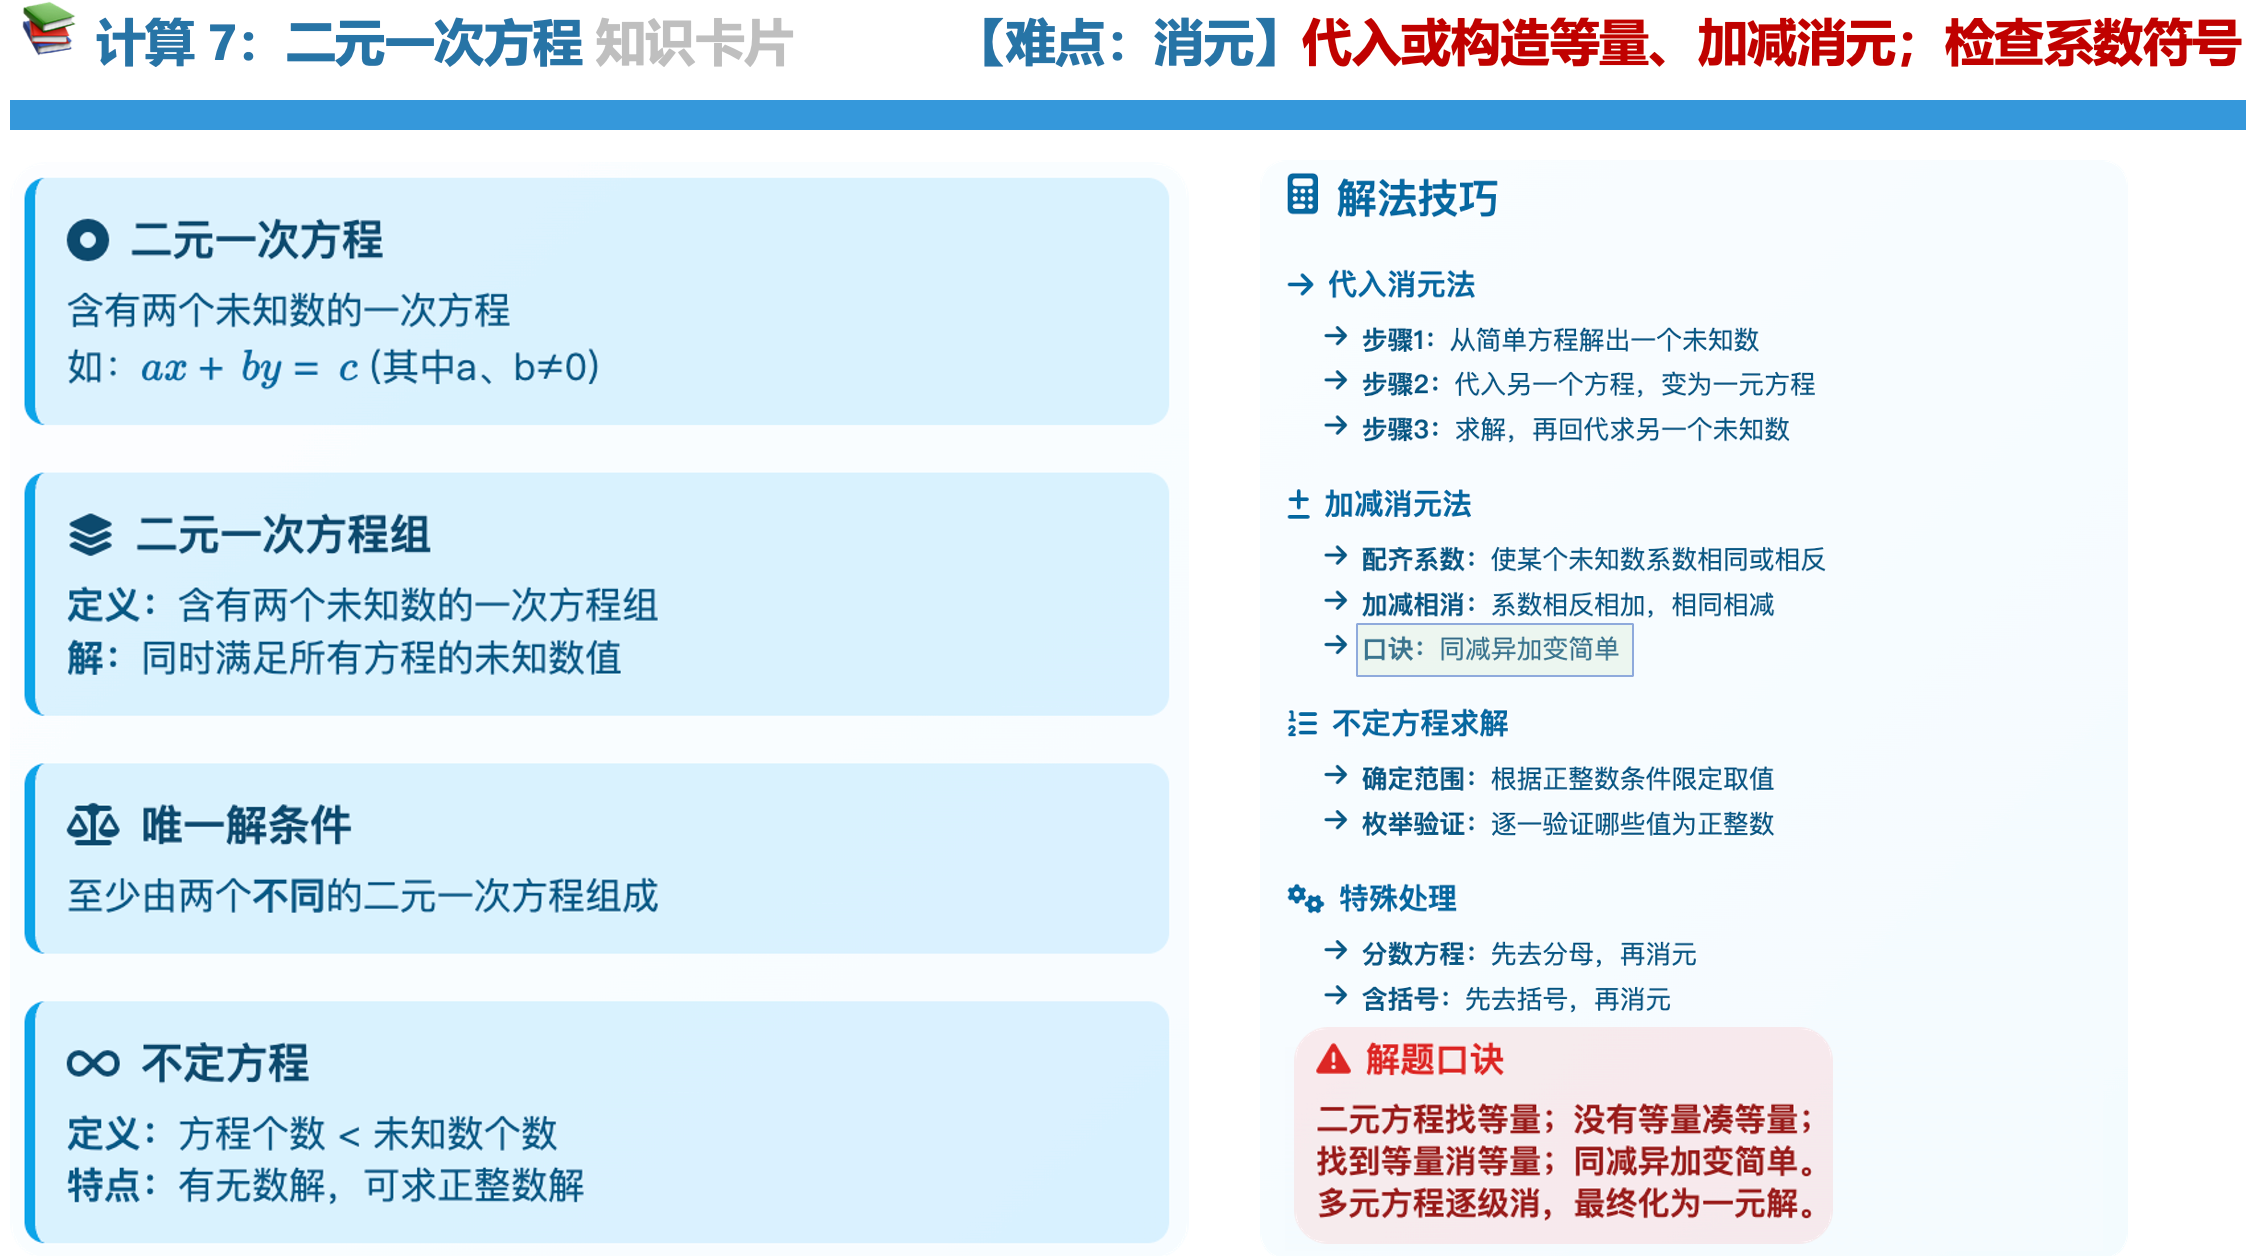 计算 7：二元一次方程 知识卡片
【难点：消元】代入或构造等量、加减消元；检查系数符号
二元一次方程
含有两个未知数的一次方程
如：ax + by = c (其中a、b≠0)
二元一次方程组
定义：含有两个未知数的一次方程组
解：同时满足所有方程的未知数值
唯一解条件
至少由两个不同的二元一次方程组成
不定方程
定义：方程个数 < 未知数个数
特点：有无数解，可求正整数解
解法技巧
代入消元法
步骤1：从简单方程解出一个未知数
步骤2：代入另一个方程，变为一元方程
步骤3：求解，再回代求另一个未知数
加减消元法
配齐系数：使某个未知数系数相同或相反
加减相消：系数相反相加，相同相减
口诀：同减异加变简单
不定方程求解
确定范围：根据正整数条件限定取值
枚举验证：逐一验证哪些值为正整数
特殊处理
分数方程：先去分母，再消元
含括号：先去括号，再消元
解题口诀
二元方程找等量；没有等量凑等量；
找到等量消等量；同减异加变简单。
多元方程逐级消，最终化为一元解。